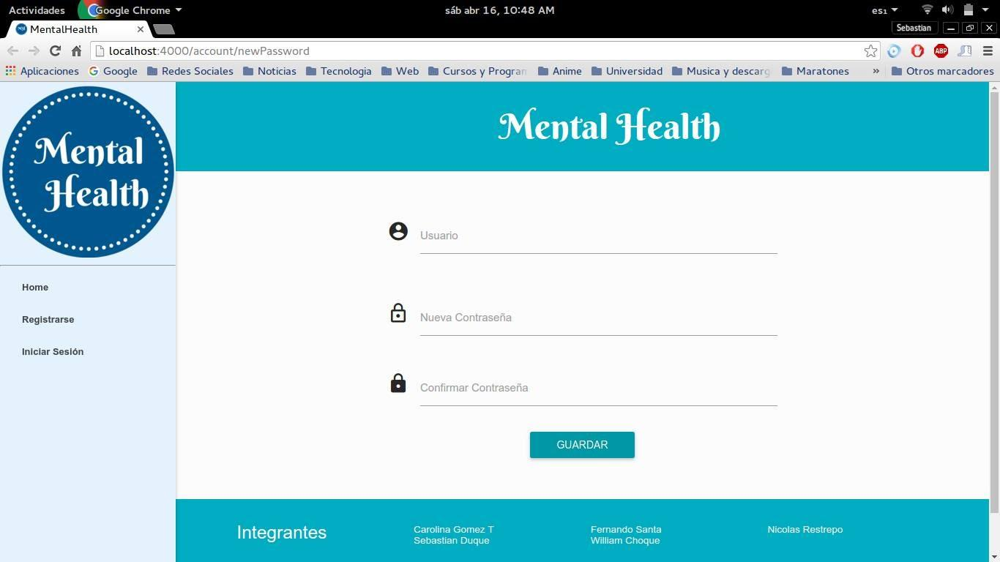 Actividades Google Chrome sáb abr 16, 10:48 AM es₁
MentalHealth Sebastian
localhost:4000/account/newPassword ABP
Aplicaciones Google Redes Sociales Noticias Tecnologia Web Cursos y Program Anime Universidad Musica y descarg Maratones » Otros marcadores
Mental
Health
Mental Health
Home
Registrarse
Iniciar Sesión
Usuario
Nueva Contraseña
Confirmar Contraseña
GUARDAR
Integrantes
Carolina Gomez T
Sebastian Duque
Fernando Santa
William Choque
Nicolas Restrepo